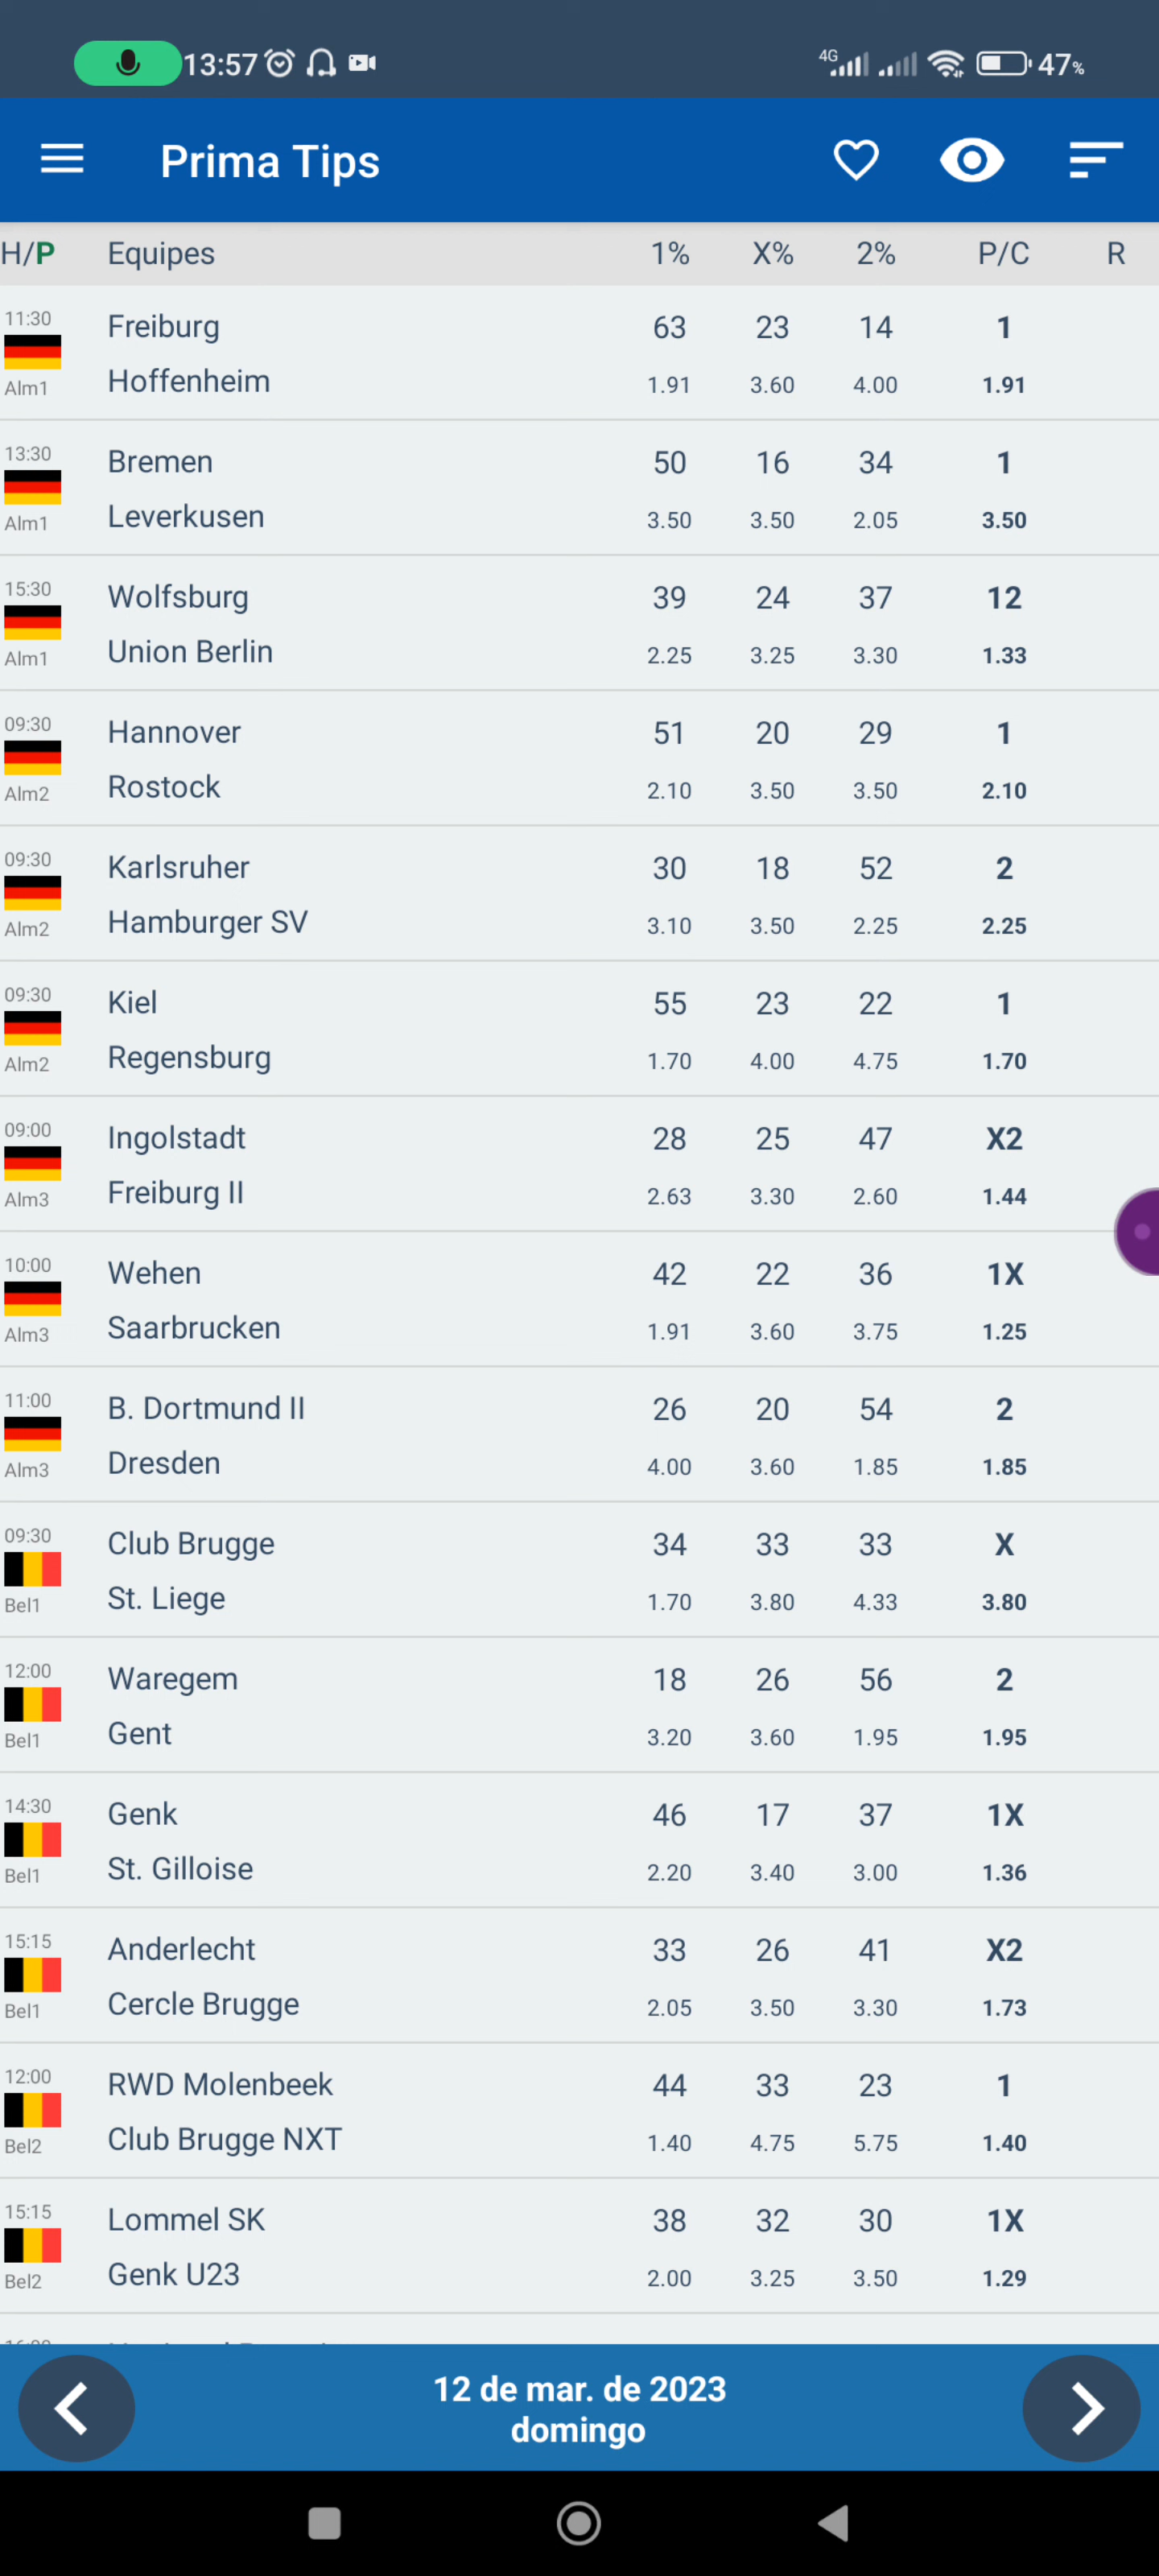 13:57 4G 47%
Prima Tips
H/P Equipes 1% X% 2% P/C R
11:30 Freiburg 63 23 14 1
Alm1 Hoffenheim 1.91 3.60 4.00 1.91
13:30 Bremen 50 16 34 1
Alm1 Leverkusen 3.50 3.50 2.05 3.50
15:30 Wolfsburg 39 24 37 12
Alm1 Union Berlin 2.25 3.25 3.30 1.33
09:30 Hannover 51 20 29 1
Alm2 Rostock 2.10 3.50 3.50 2.10
09:30 Karlsruher 30 18 52 2
Alm2 Hamburger SV 3.10 3.50 2.25 2.25
09:30 Kiel 55 23 22 1
Alm2 Regensburg 1.70 4.00 4.75 1.70
09:00 Ingolstadt 28 25 47 X2
Alm3 Freiburg II 2.63 3.30 2.60 1.44
10:00 Wehen 42 22 36 1X
Alm3 Saarbrucken 1.91 3.60 3.75 1.25
11:00 B. Dortmund II 26 20 54 2
Alm3 Dresden 4.00 3.60 1.85 1.85
09:30 Club Brugge 34 33 33 X
Bel1 St. Liege 1.70 3.80 4.33 3.80
12:00 Waregem 18 26 56 2
Bel1 Gent 3.20 3.60 1.95 1.95
14:30 Genk 46 17 37 1X
Bel1 St. Gilloise 2.20 3.40 3.00 1.36
15:15 Anderlecht 33 26 41 X2
Bel1 Cercle Brugge 2.05 3.50 3.30 1.73
12:00 RWD Molenbeek 44 33 23 1
Bel2 Club Brugge NXT 1.40 4.75 5.75 1.40
15:15 Lommel SK 38 32 30 1X
Bel2 Genk U23 2.00 3.25 3.50 1.29
12 de mar. de 2023
domingo